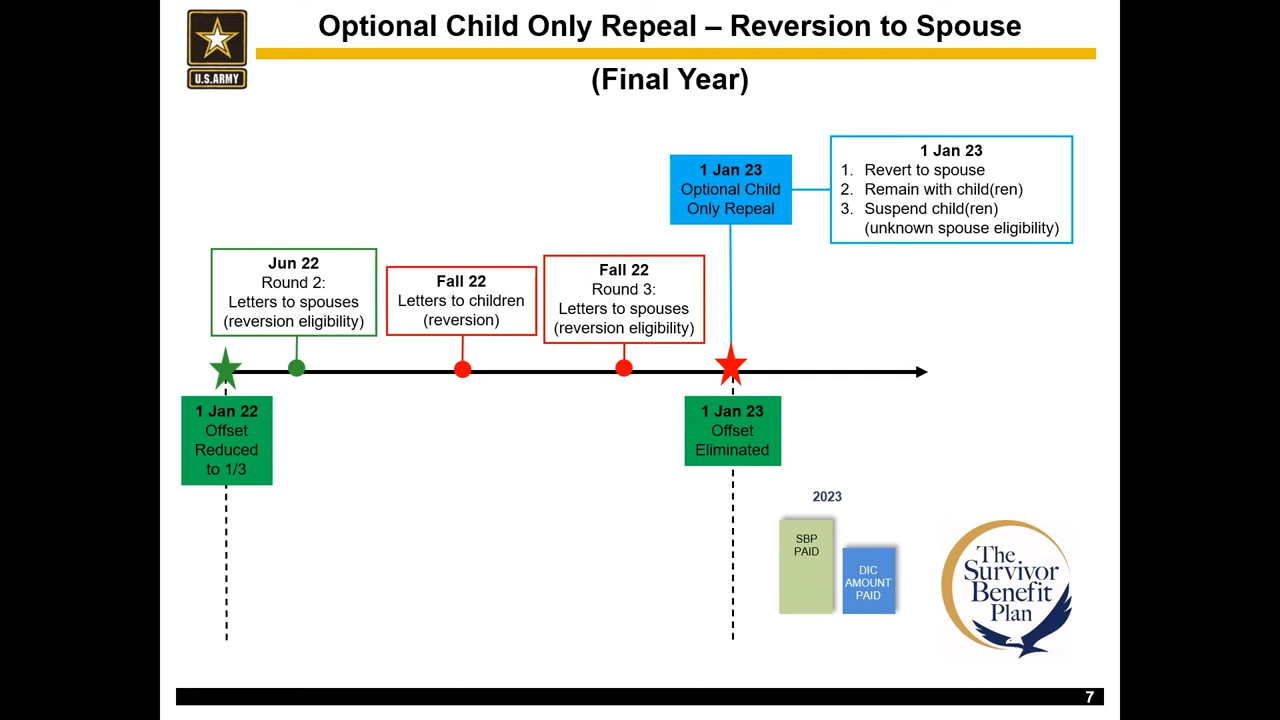 Optional Child Only Repeal – Reversion to Spouse
(Final Year)
U.S.ARMY
1 Jan 23
Optional Child
Only Repeal
1 Jan 23
1. Revert to spouse
2. Remain with child(ren)
3. Suspend child(ren)
(unknown spouse eligibility)
Jun 22
Round 2:
Letters to spouses
(reversion eligibility)
Fall 22
Letters to children
(reversion)
Fall 22
Round 3:
Letters to spouses
(reversion eligibility)
1 Jan 22
Offset
Reduced
to 1/3
1 Jan 23
Offset
Eliminated
2023
SBP
PAID
DIC
AMOUNT
PAID
The
Survivor
Benefit
Plan
7